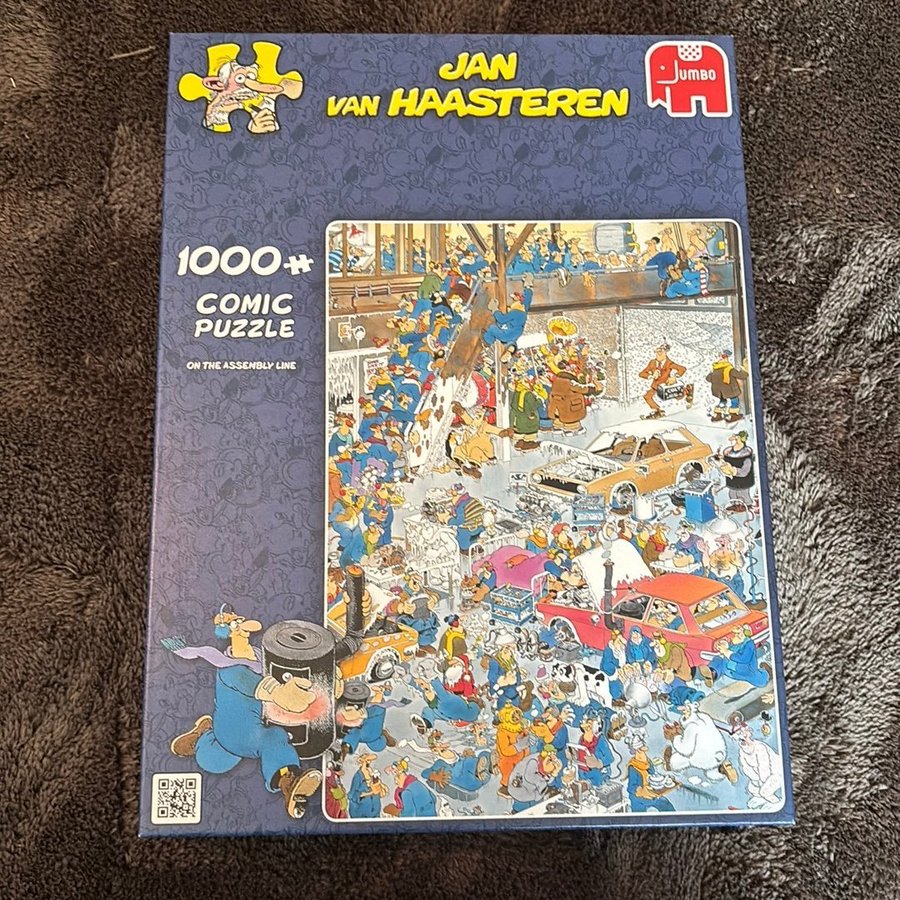 JAN
VAN HAASTEREN
JUMBO
1000
COMIC
PUZZLE
ON THE ASSEMBLY LINE